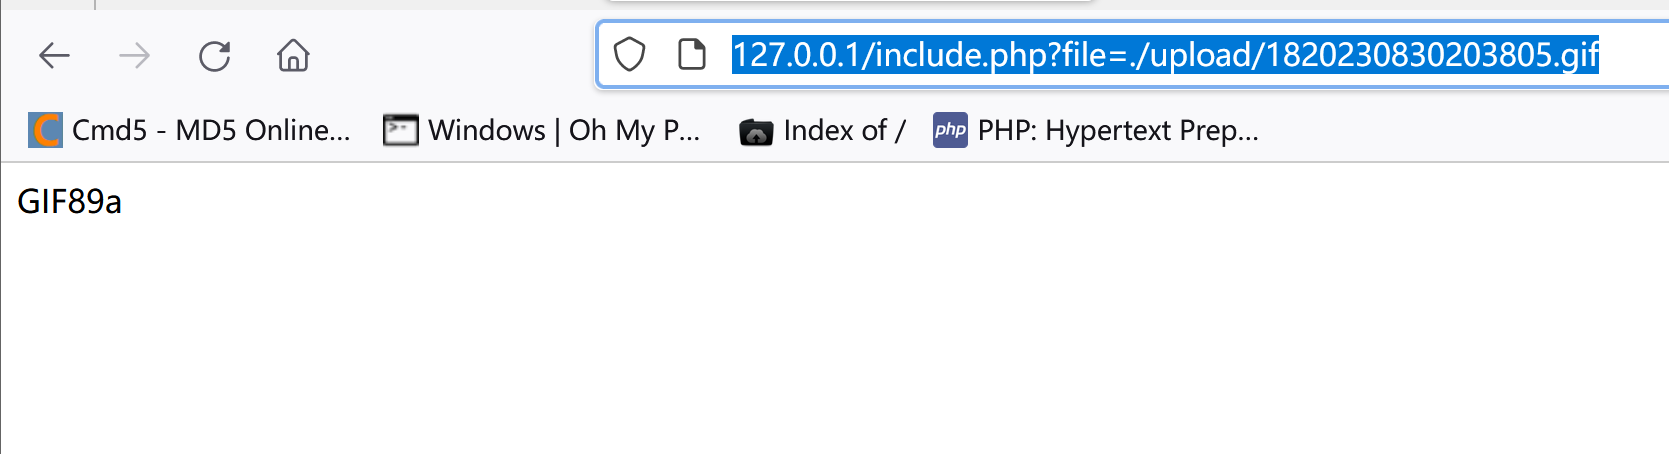 127.0.0.1/include.php?file=./upload/1820230830203805.gif
C Cmd5 - MD5 Online... Windows | Oh My P... Index of / php PHP: Hypertext Prep...
GIF89a